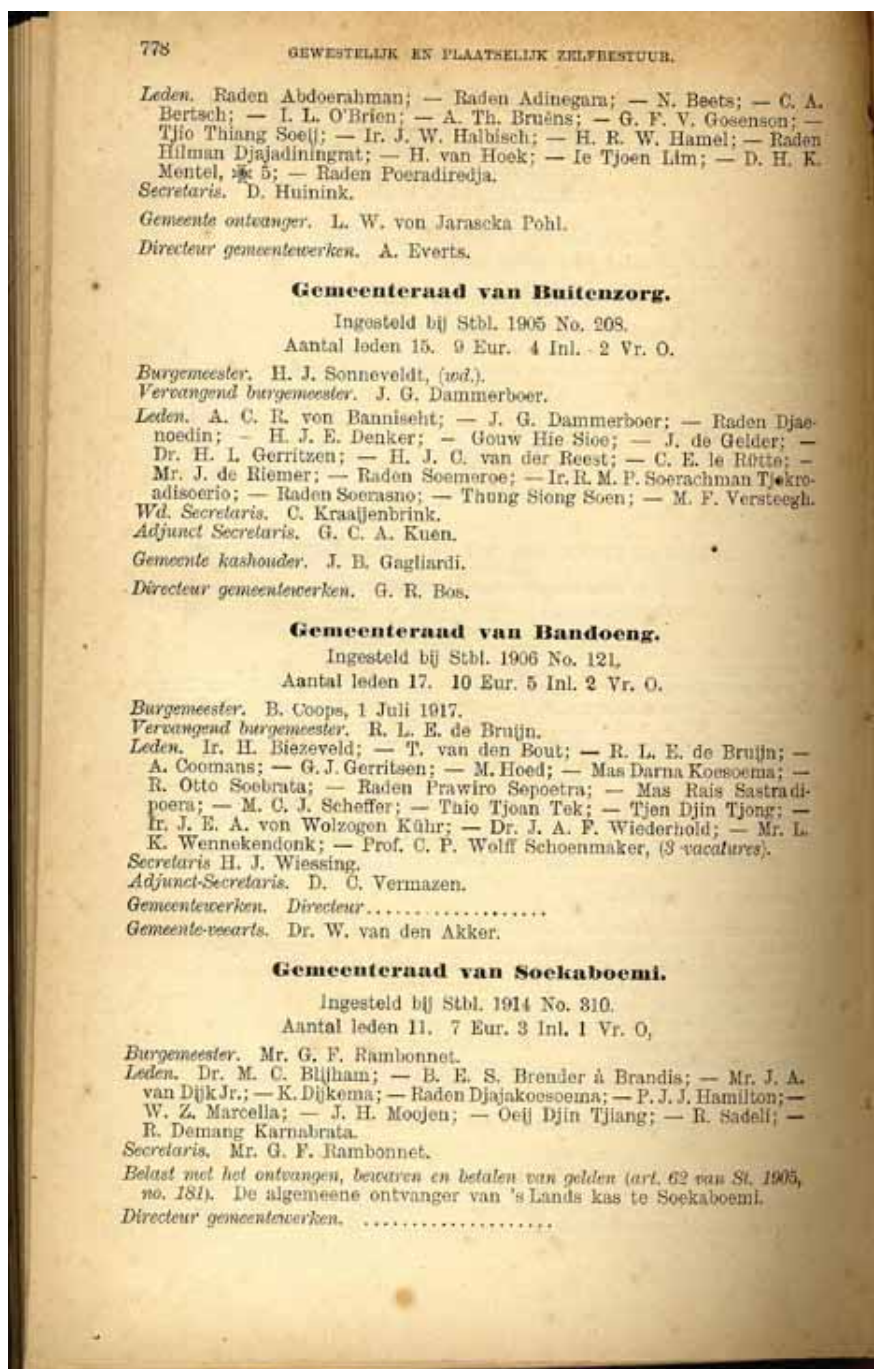 778 GEWESTELIJK EN PLAATSELIJK ZELFBESTUUR.
Leden. Raden Abdoerahman; — Raden Adinegara; — N. Beets; — C. A.
Bertsch; — I. L. O'Brien; — A. Th. Bruëns; — G. F. V. Gosenson; —
Tjio Thiang Soeij; — Ir. J. W. Halbisch; — H. R. W. Hamel; — Raden
Hilman Djajadiningrat; — H. van Hoek; — Ie Tjoen Lim; — D. H. K.
Mentel, 5; — Raden Poeradiredja.
Secretaris. D. Huinink.
Gemeente ontvanger. L. W. von Jarascka Pohl.
Directeur gemeentewerken. A. Everts.
Gemeenteraad van Buitenzorg.
Ingesteld bij Stbl. 1905 No. 208.
Aantal leden 15. 9 Eur. 4 Inl. 2 Vr. O.
Burgemeester. H. J. Sonneveldt, (wd.).
Vervangend burgemeester. J. G. Dammerboer.
Leden. A. C. R. von Banniseht; — J. G. Dammerboer; — Raden Djae-
noedin; — H. J. E. Denker; — Gouw Hie Sioe; — J. de Gelder; —
Dr. H. I. Gerritzen; — H. J. C. van der Reest; — C. E. le Rütte; —
Mr. J. de Riemer; — Raden Soemeroe; — Ir. R. M. P. Soerachman Tjokro-
adisoerio; — Raden Soerasno; — Thung Siong Soen; — M. F. Versteegh.
Wd. Secretaris. C. Kraaijenbrink.
Adjunct Secretaris. G. C. A. Kuen.
Gemeente kashouder. J. B. Gagliardi.
Directeur gemeentewerken. G. R. Bos.
Gemeenteraad van Bandoeng.
Ingesteld bij Stbl. 1906 No. 121.
Aantal leden 17. 10 Eur. 5 Inl. 2 Vr. O.
Burgemeester. B. Coops, 1 Juli 1917.
Vervangend burgemeester. R. L. E. de Bruijn.
Leden. Ir. H. Biezeveld; — T. van den Bout; — R. L. E. de Bruijn; —
A. Coomans; — G. J. Gerritsen; — M. Hoed; — Mas Darna Koesoema; —
R. Otto Soebrata; — Raden Prawiro Sepoetra; — Mas Rais Sastradi-
poera; — M. C. J. Scheffer; — Thio Tjoan Tek; — Tjen Djin Tjong; —
Ir. J. E. A. von Wolzogen Kühr; — Dr. J. A. F. Wiederhold; — Mr. L.
K. Wennekendonk; — Prof. C. P. Wolff Schoenmaker, (3 vacatures).
Secretaris H. J. Wiessing.
Adjunct-Secretaris. D. C. Vermazen.
Gemeentewerken. Directeur...................
Gemeente-veearts. Dr. W. van den Akker.
Gemeenteraad van Soekaboemi.
Ingesteld bij Stbl. 1914 No. 310.
Aantal leden 11. 7 Eur. 3 Inl. 1 Vr. O,
Burgemeester. Mr. G. F. Rambonnet.
Leden. Dr. M. C. Blijham; — B. E. S. Brender à Brandis; — Mr. J. A.
van Dijk Jr.; — K. Dijkema; — Raden Djajakoesoema; — P. J. J. Hamilton; —
W. Z. Marcella; — J. H. Moojen; — Oeij Djin Tjiang; — R. Sadeli; —
R. Demang Karnabrata.
Secretaris. Mr. G. F. Rambonnet.
Belast met het ontvangen, bewaren en betalen van gelden (art. 62 van St. 1905,
no. 181). De algemeene ontvanger van 's Lands kas te Soekaboemi.
Directeur gemeentewerken. ....................